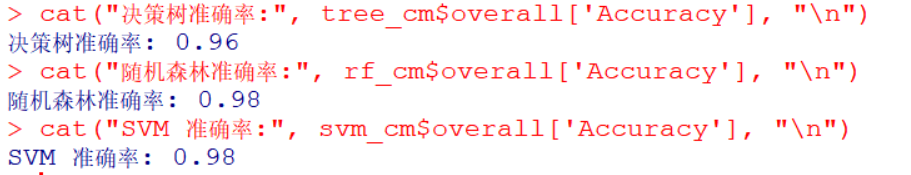 > cat("决策树准确率:", tree_cm$overall['Accuracy'], "\n")
决策树准确率: 0.96
> cat("随机森林准确率:", rf_cm$overall['Accuracy'], "\n")
随机森林准确率: 0.98
> cat("SVM 准确率:", svm_cm$overall['Accuracy'], "\n")
SVM 准确率: 0.98